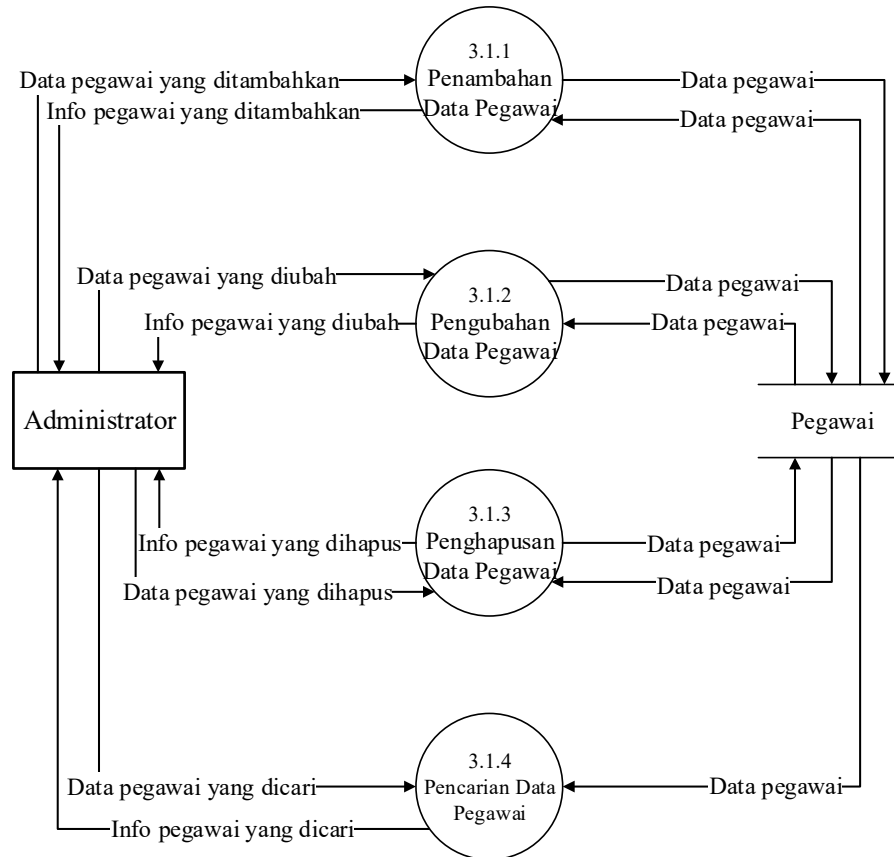 3.1.1
Penambahan
Data Pegawai
Data pegawai yang ditambahkan
Info pegawai yang ditambahkan
Data pegawai
Data pegawai
3.1.2
Pengubahan
Data Pegawai
Data pegawai yang diubah
Info pegawai yang diubah
Data pegawai
Data pegawai
Administrator
Pegawai
3.1.3
Penghapusan
Data Pegawai
Info pegawai yang dihapus
Data pegawai yang dihapus
Data pegawai
Data pegawai
3.1.4
Pencarian Data
Pegawai
Data pegawai yang dicari
Info pegawai yang dicari
Data pegawai